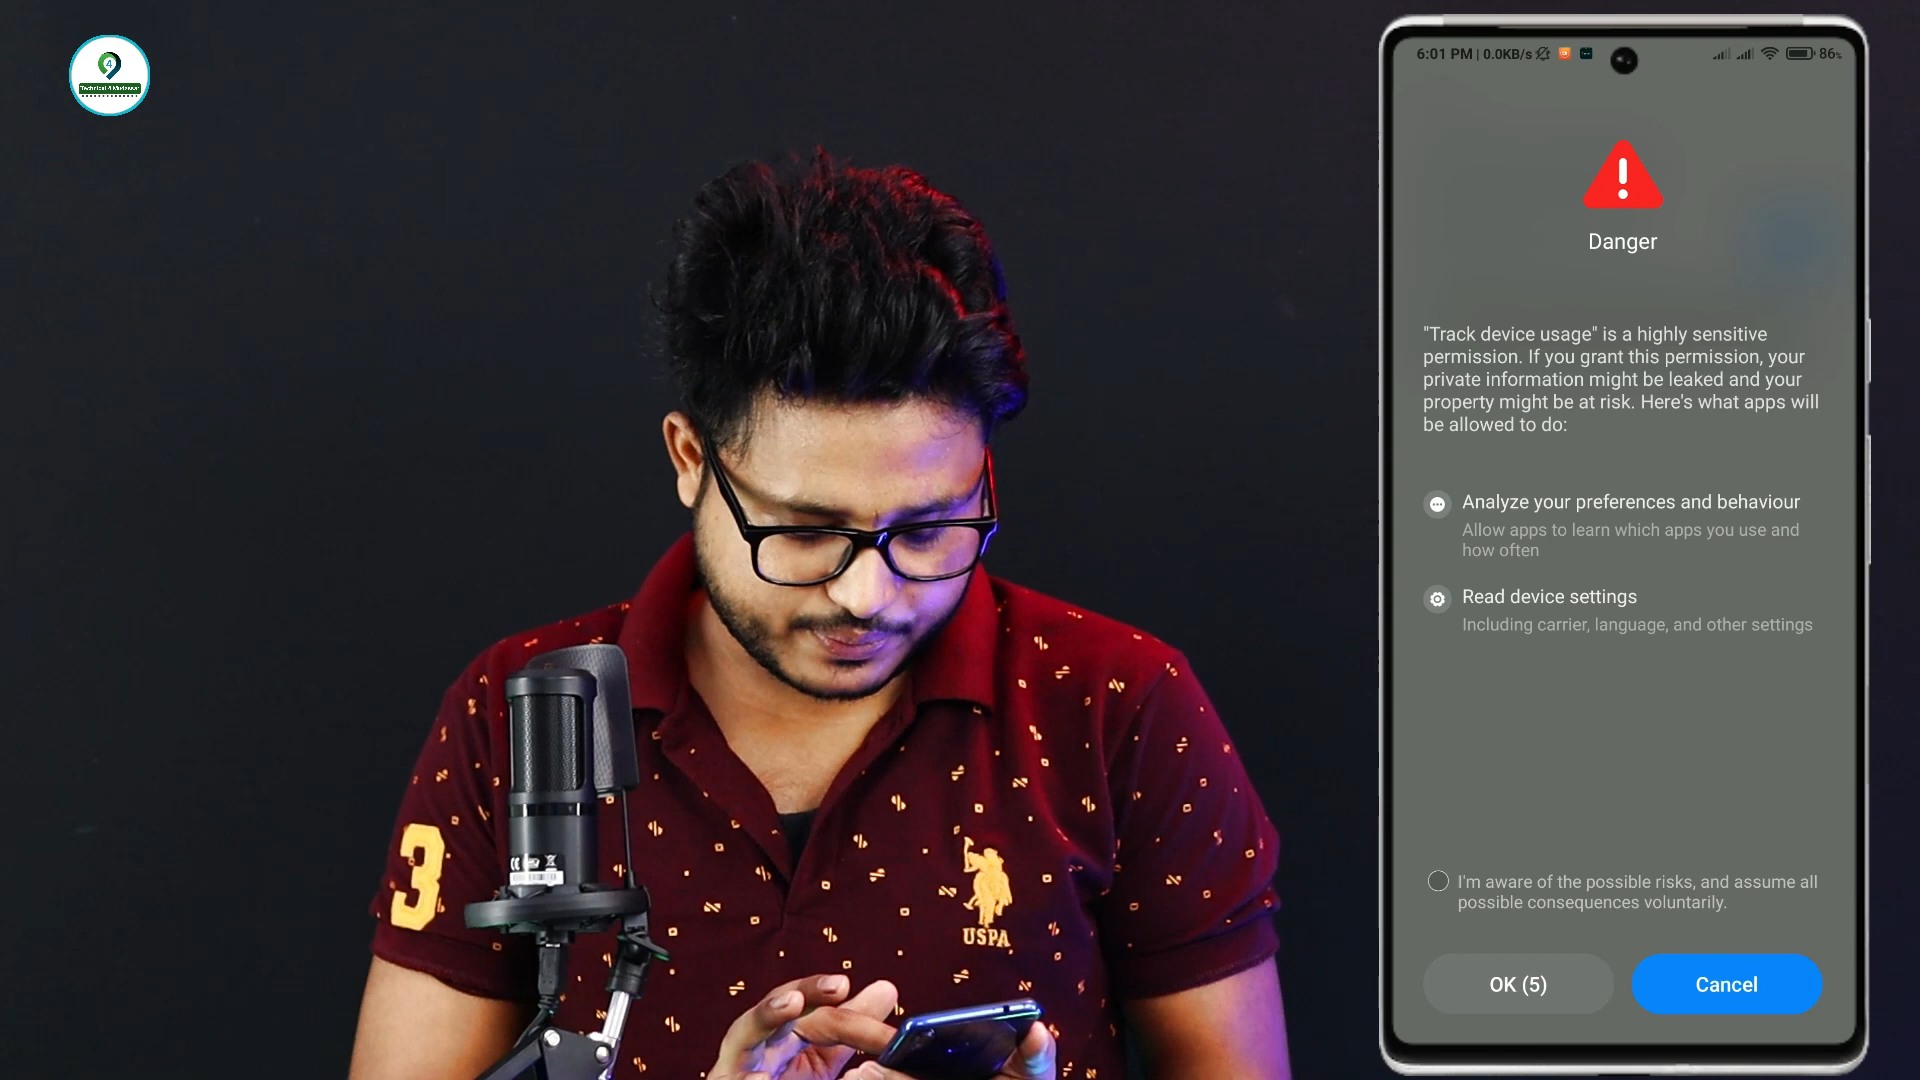 4
Technical 4 Mudassar
3
USPA
6:01 PM | 0.0KB/s
86%
Danger
"Track device usage" is a highly sensitive
permission. If you grant this permission, your
private information might be leaked and your
property might be at risk. Here's what apps will
be allowed to do:
Analyze your preferences and behaviour
Allow apps to learn which apps you use and
how often
Read device settings
Including carrier, language, and other settings
I'm aware of the possible risks, and assume all
possible consequences voluntarily.
OK (5)
Cancel